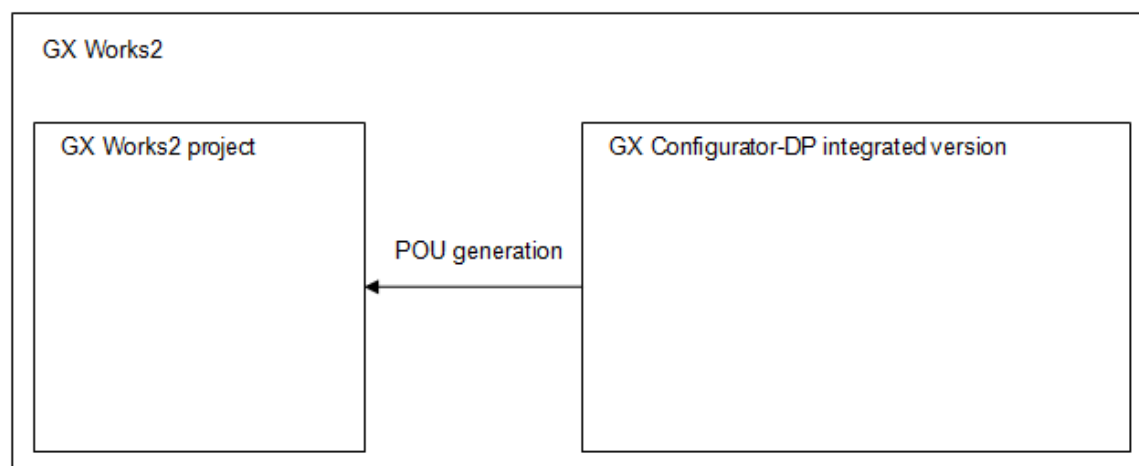 GX Works2
GX Works2 project
GX Configurator-DP integrated version
POU generation